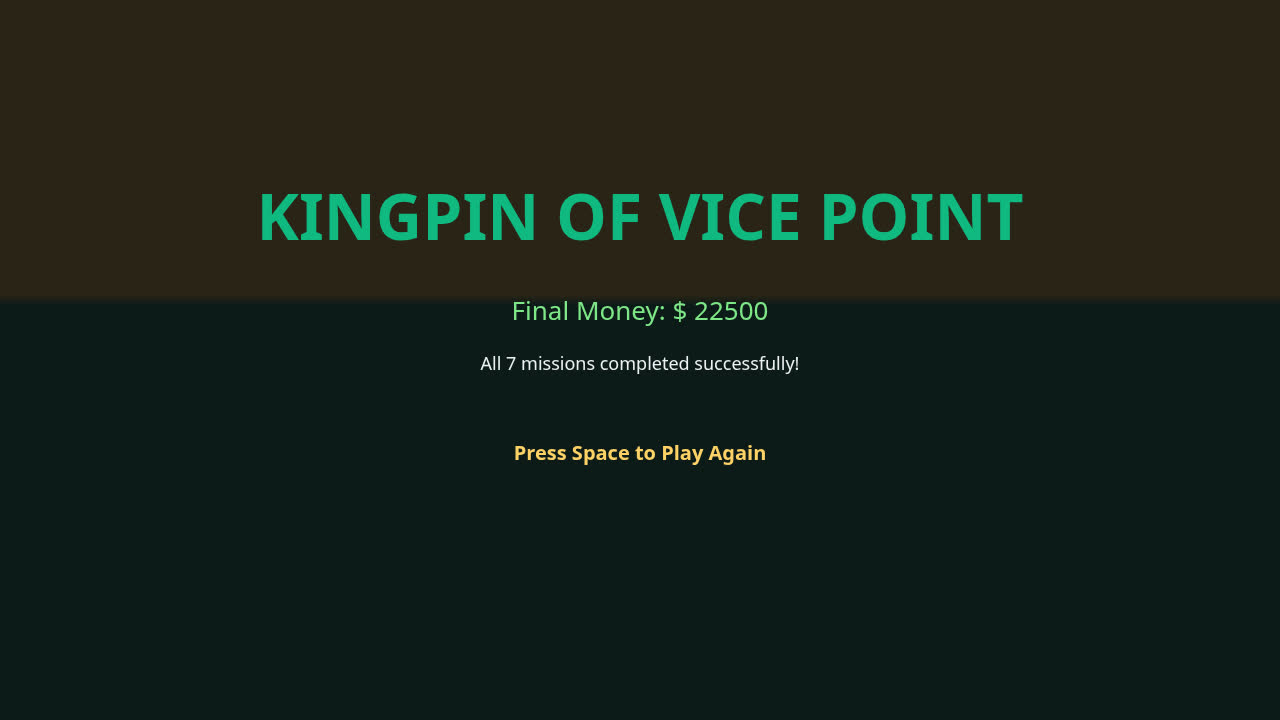 KINGPIN OF VICE POINT
Final Money: $ 22500
All 7 missions completed successfully!
Press Space to Play Again